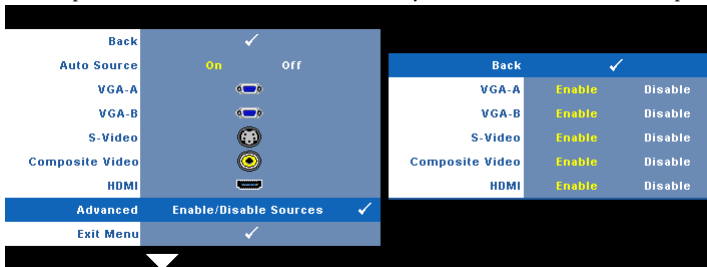 Back ✓
Auto Source On Off
VGA-A
VGA-B
S-Video
Composite Video
HDMI
Advanced Enable/Disable Sources ✓
Exit Menu ✓
Back ✓
VGA-A Enable Disable
VGA-B Enable Disable
S-Video Enable Disable
Composite Video Enable Disable
HDMI Enable Disable